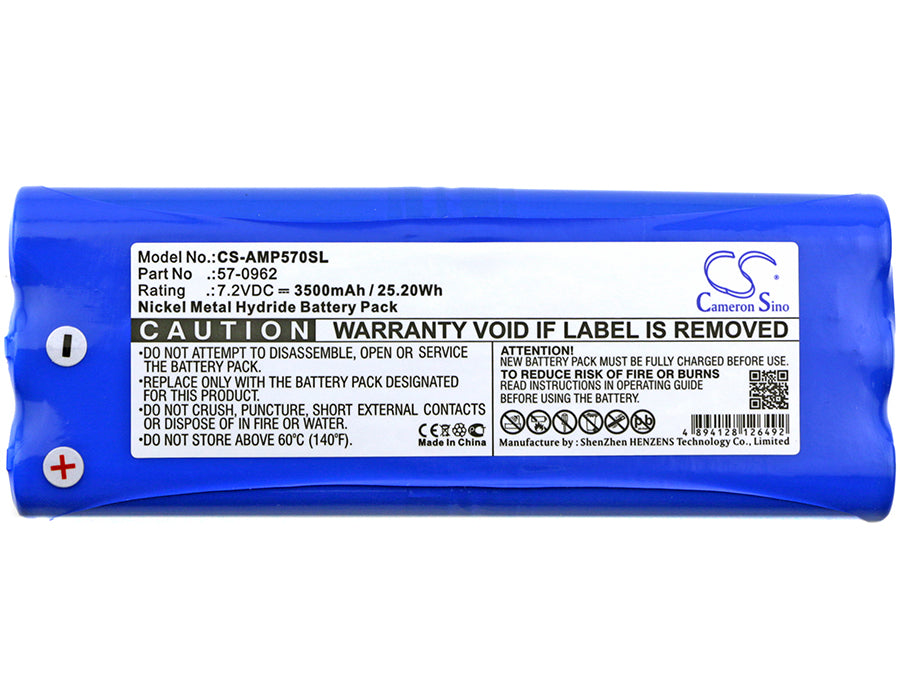 Model No.:CS-AMP570SL
Part No .:57-0962
Rating .:7.2VDC ⎓ 3500mAh / 25.20Wh
Nickel Metal Hydride Battery Pack
CS
Cameron Sino
CAUTION WARRANTY VOID IF LABEL IS REMOVED
•DO NOT ATTEMPT TO DISASSEMBLE, OPEN OR SERVICE
THE BATTERY PACK.
•REPLACE ONLY WITH THE BATTERY PACK DESIGNATED
FOR THIS PRODUCT.
•DO NOT CRUSH, PUNCTURE, SHORT EXTERNAL CONTACTS
OR DISPOSE OF IN FIRE OR WATER.
•DO NOT STORE ABOVE 60°C (140°F).
CE Made In China
ATTENTION!
NEW BATTERY PACK MUST BE FULLY CHARGED BEFORE USE.
TO REDUCE RISK OF FIRE OR BURNS
READ INSTRUCTIONS IN OPERATING GUIDE
BEFORE USING THE BATTERY.
4 894128 126492
Manufacture by : ShenZhen HENZENS Technology Co., Limited
−
+